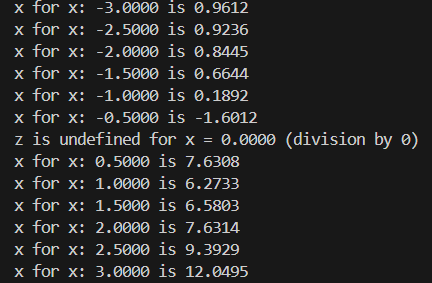 x for x: -3.0000 is 0.9612
x for x: -2.5000 is 0.9236
x for x: -2.0000 is 0.8445
x for x: -1.5000 is 0.6644
x for x: -1.0000 is 0.1892
x for x: -0.5000 is -1.6012
z is undefined for x = 0.0000 (division by 0)
x for x: 0.5000 is 7.6308
x for x: 1.0000 is 6.2733
x for x: 1.5000 is 6.5803
x for x: 2.0000 is 7.6314
x for x: 2.5000 is 9.3929
x for x: 3.0000 is 12.0495